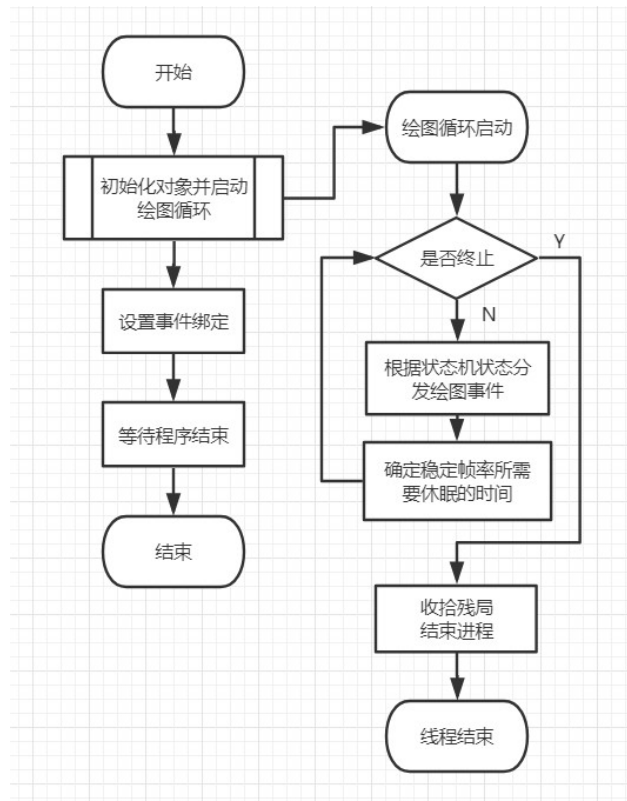 开始
初始化对象并启动
绘图循环
设置事件绑定
等待程序结束
结束
绘图循环启动
是否终止
Y
N
根据状态机状态分
发绘图事件
确定稳定帧率所需
要休眠的时间
收拾残局
结束进程
线程结束